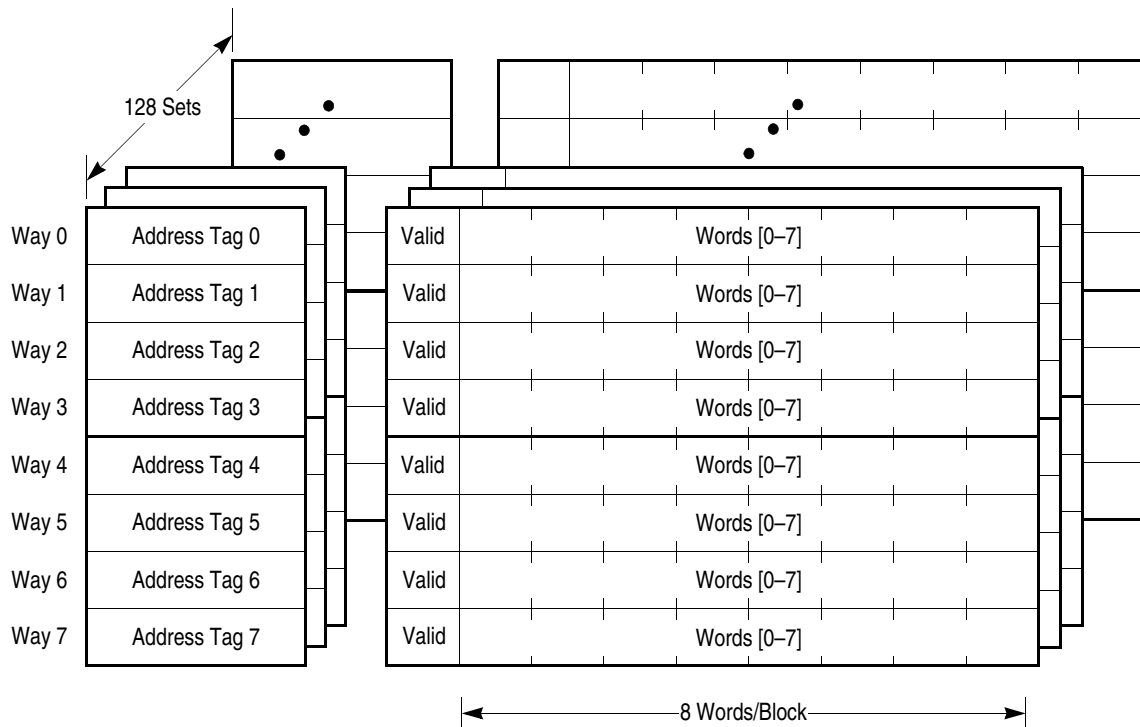 128 Sets
Way 0 Address Tag 0 Valid Words [0–7]
Way 1 Address Tag 1 Valid Words [0–7]
Way 2 Address Tag 2 Valid Words [0–7]
Way 3 Address Tag 3 Valid Words [0–7]
Way 4 Address Tag 4 Valid Words [0–7]
Way 5 Address Tag 5 Valid Words [0–7]
Way 6 Address Tag 6 Valid Words [0–7]
Way 7 Address Tag 7 Valid Words [0–7]
8 Words/Block